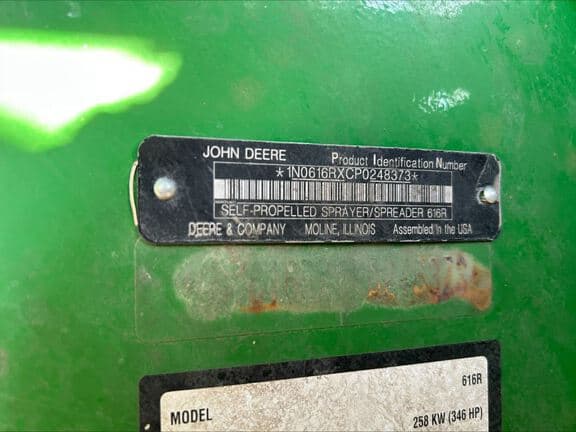 JOHN DEERE Product Identification Number
*1N0616RXCP0248373*
SELF-PROPELLED SPRAYER/SPREADER 616R
DEERE & COMPANY MOLINE, ILLINOIS Assembled in the USA
616R
MODEL 258 KW (346 HP)